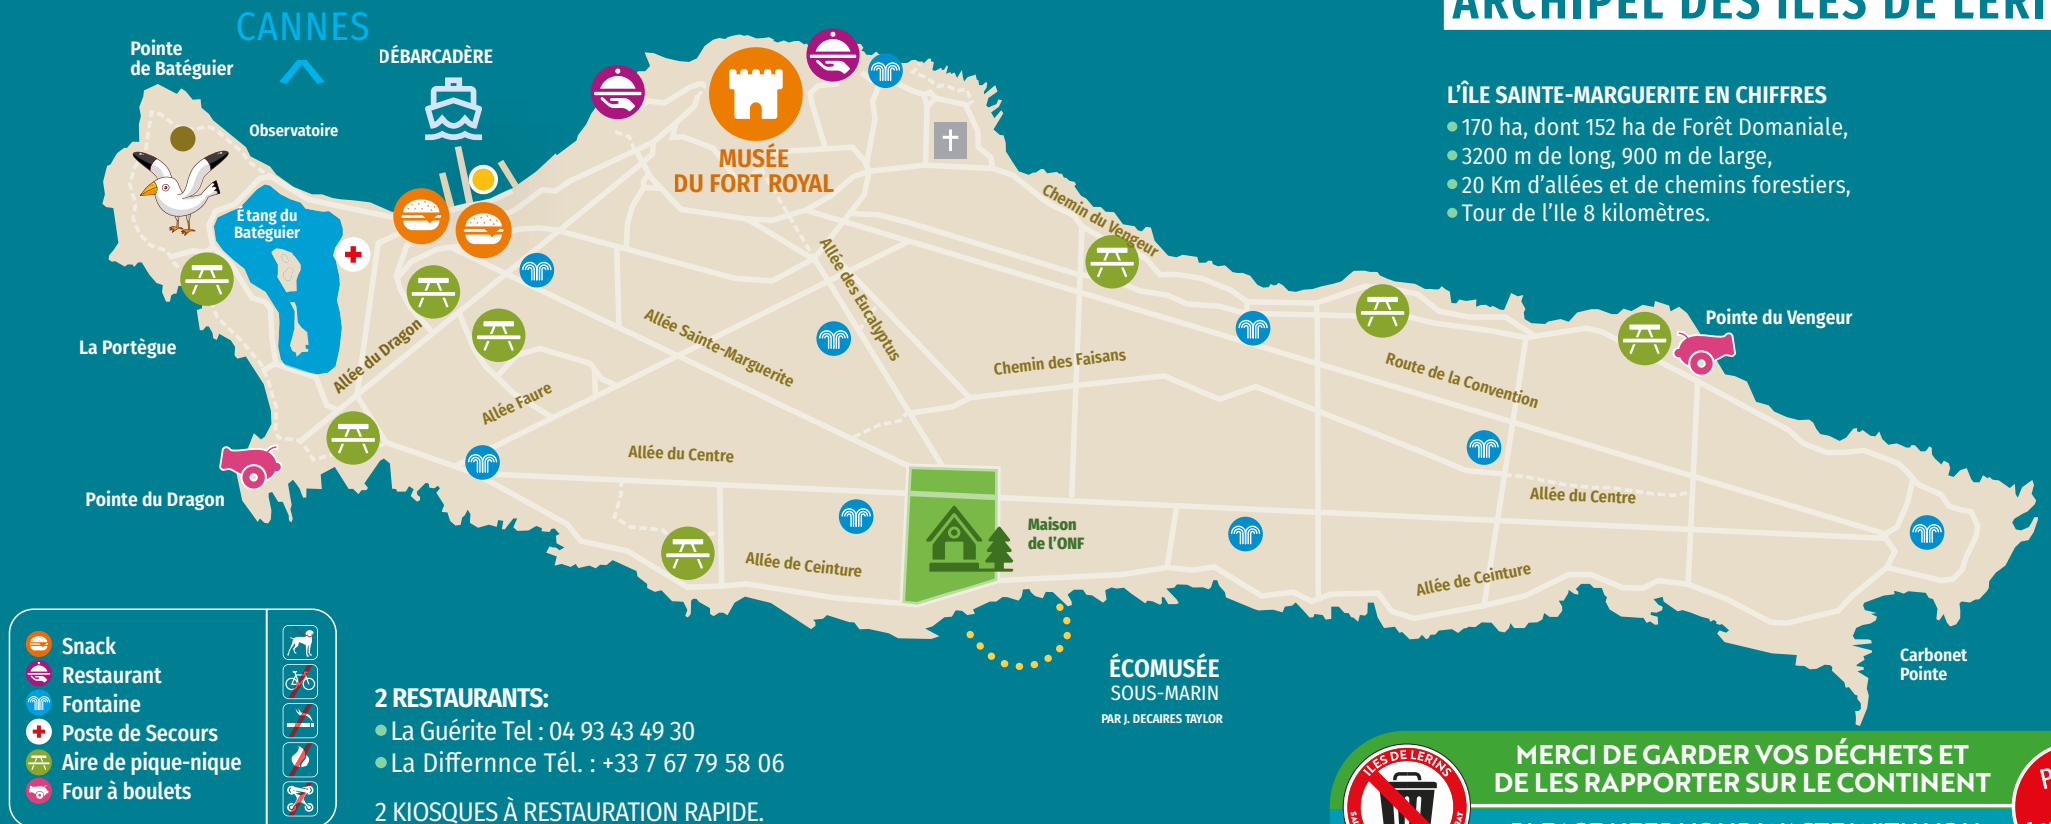 ARCHIPEL DES ILES DE LERI
CANNES
Pointe
de Batéguier
DÉBARCADÈRE
Observatoire
MUSÉE
DU FORT ROYAL
L'ÎLE SAINTE-MARGUERITE EN CHIFFRES
• 170 ha, dont 152 ha de Forêt Domaniale,
• 3200 m de long, 900 m de large,
• 20 Km d'allées et de chemins forestiers,
• Tour de l'Ile 8 kilomètres.
Étang du
Batéguier
Chemin du Vengeur
Allée des Eucalyptus
La Portègue
Allée du Dragon
Allée Sainte-Marguerite
Allée Faure
Chemin des Faisans
Route de la Convention
Pointe du Vengeur
Allée du Centre
Allée du Centre
Pointe du Dragon
Maison
de l'ONF
Allée de Ceinture
Allée de Ceinture
ÉCOMUSÉE
SOUS-MARIN
PAR J. DECAIRES TAYLOR
Carbonet
Pointe
Snack
Restaurant
Fontaine
Poste de Secours
Aire de pique-nique
Four à boulets
2 RESTAURANTS:
• La Guérite Tel : 04 93 43 49 30
• La Differnnce Tél. : +33 7 67 79 58 06
2 KIOSQUES À RESTAURATION RAPIDE.
ILES DE LERINS
MERCI DE GARDER VOS DÉCHETS ET
DE LES RAPPORTER SUR LE CONTINENT